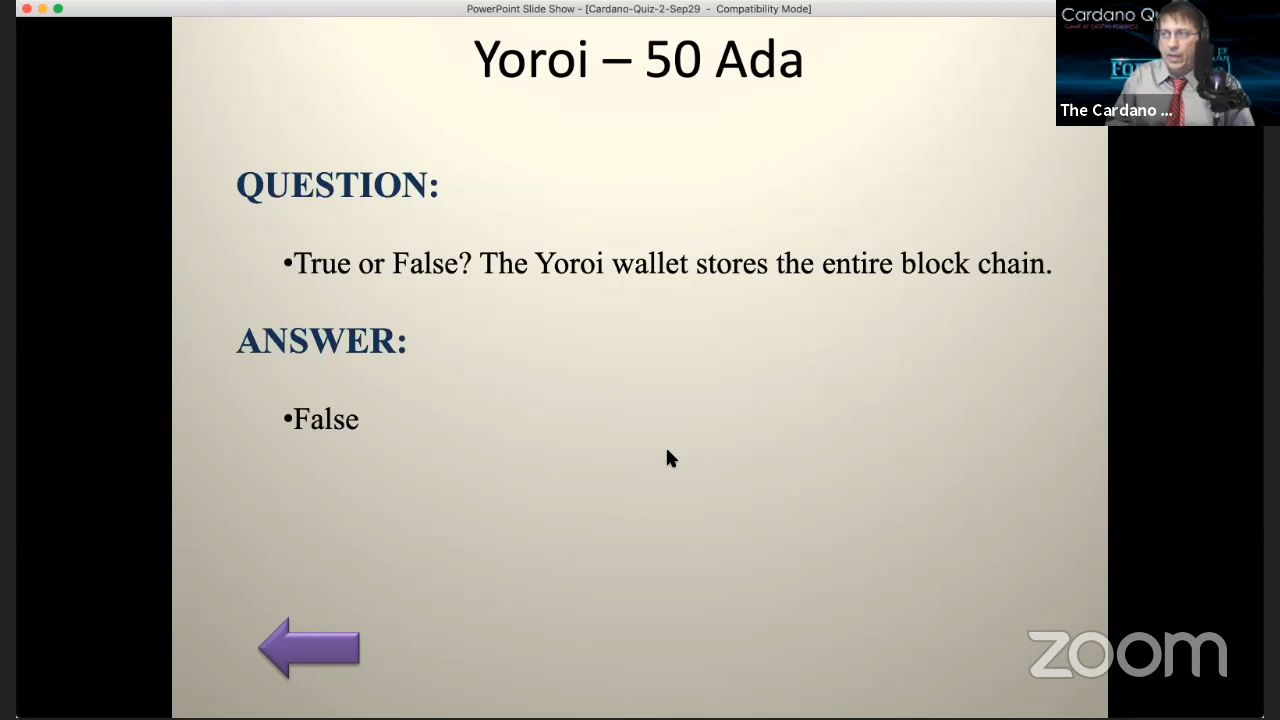 PowerPoint Slide Show - [Cardano-Quiz-2-Sep29 - Compatibility Mode]
Cardano Qu
The Cardano ...
Yoroi – 50 Ada
QUESTION:
•True or False? The Yoroi wallet stores the entire block chain.
ANSWER:
•False
zoom